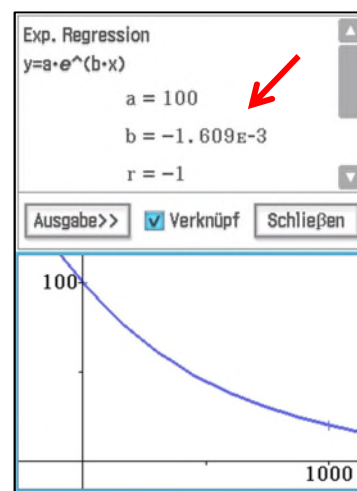 Exp. Regression
y=a·e^(b·x)
a = 100
b = -1.609E-3
r = -1
Ausgabe>> Verknüpf Schließen
100
1000